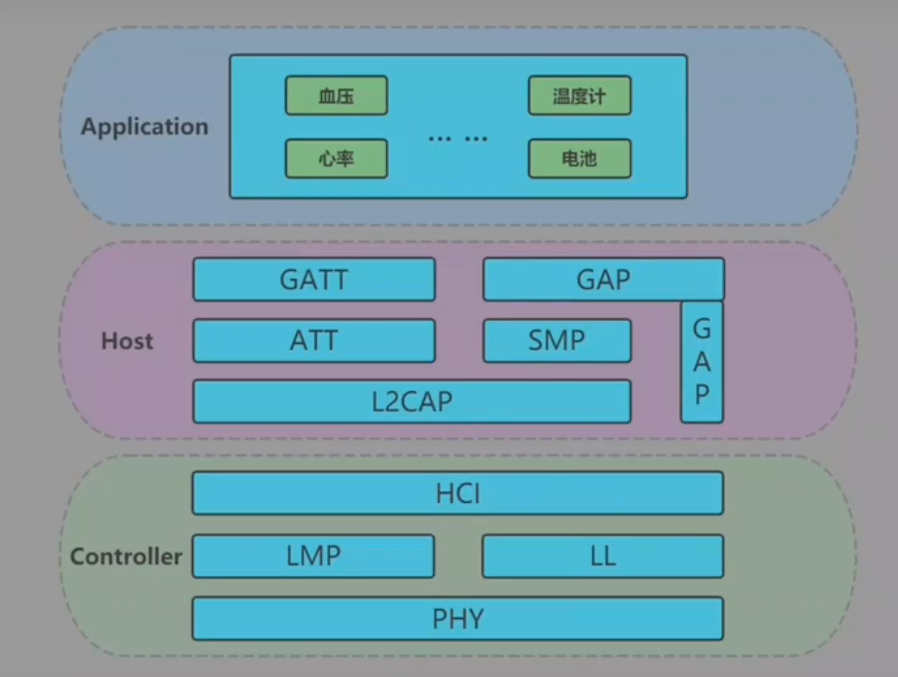 Application
血压
温度计
… …
心率
电池
Host
GATT
GAP
ATT
SMP
GAP
L2CAP
Controller
HCI
LMP
LL
PHY